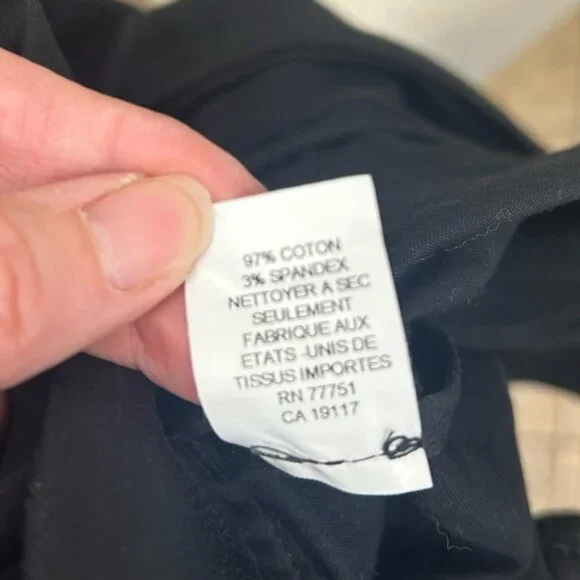 97% COTON
3% SPANDEX
NETTOYER A SEC
SEULEMENT
FABRIQUE AUX
ETATS -UNIS DE
TISSUS IMPORTES
RN 77751
CA 19117